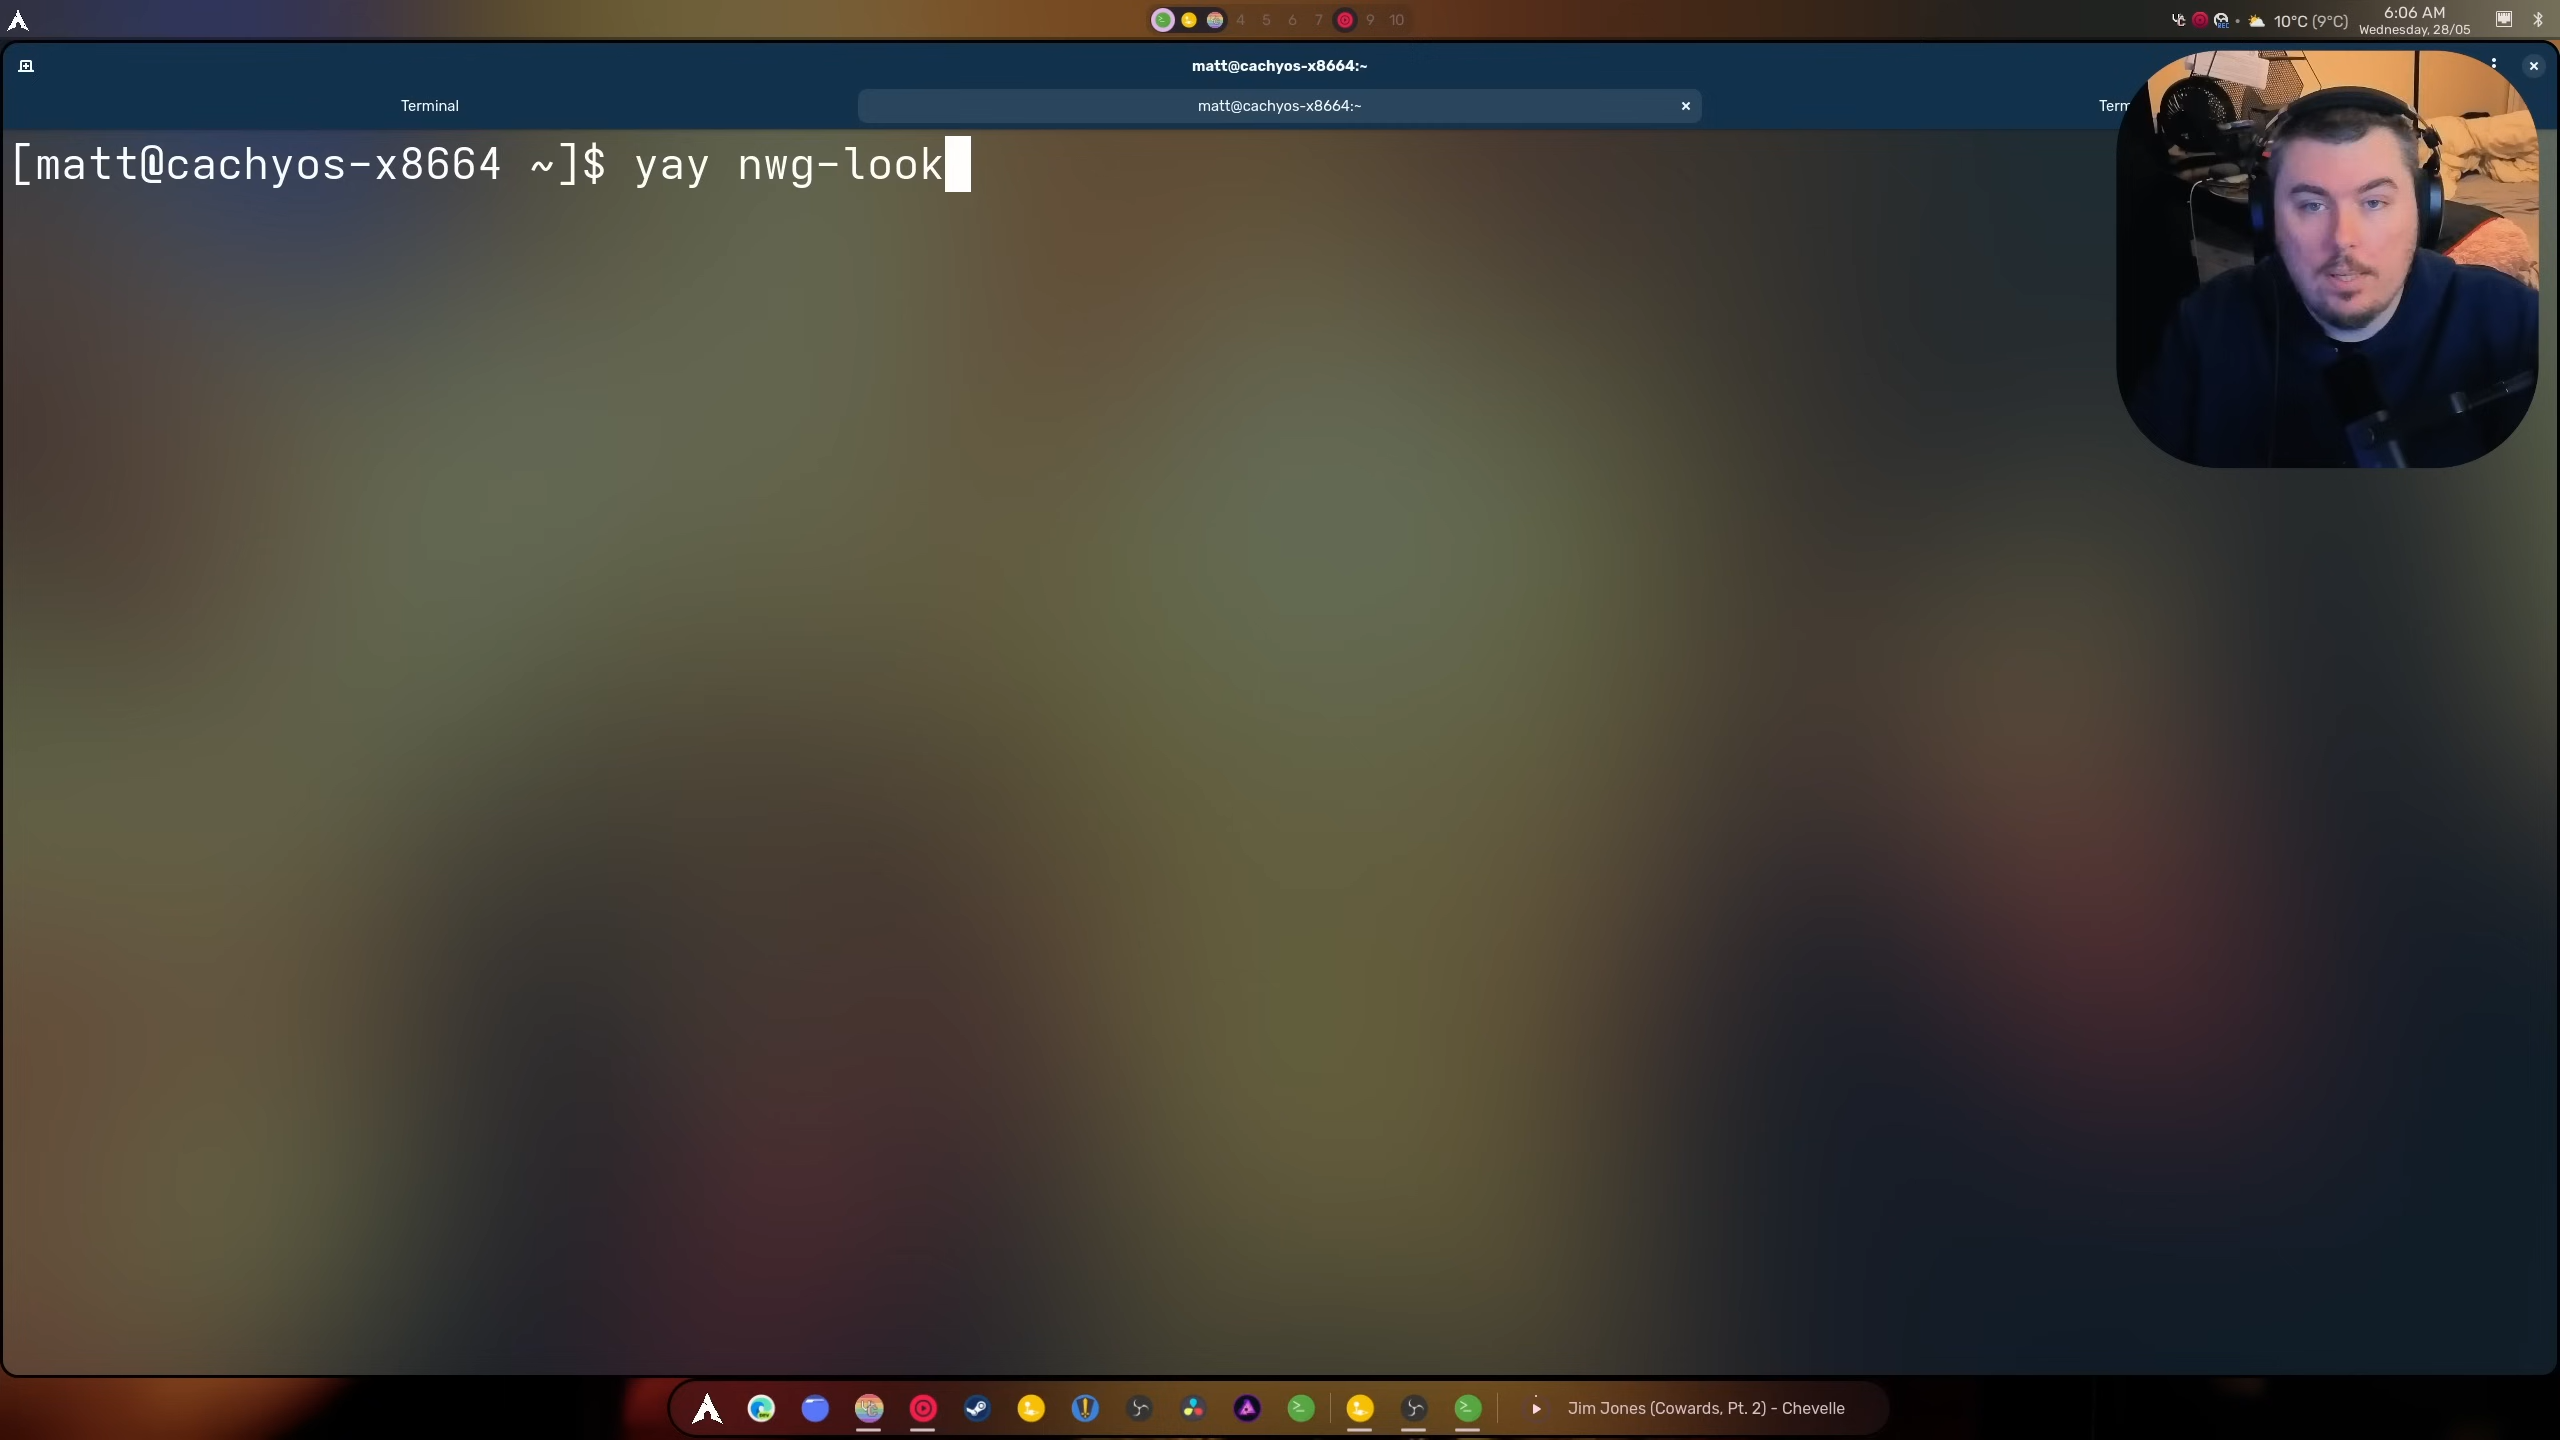 4 5 6 7 9 10
10°C (9°C)
6:06 AM
Wednesday, 28/05
matt@cachyos-x8664:~
Terminal
matt@cachyos-x8664:~
Term
[matt@cachyos-x8664 ~]$ yay nwg-look
Jim Jones (Cowards, Pt. 2) - Chevelle